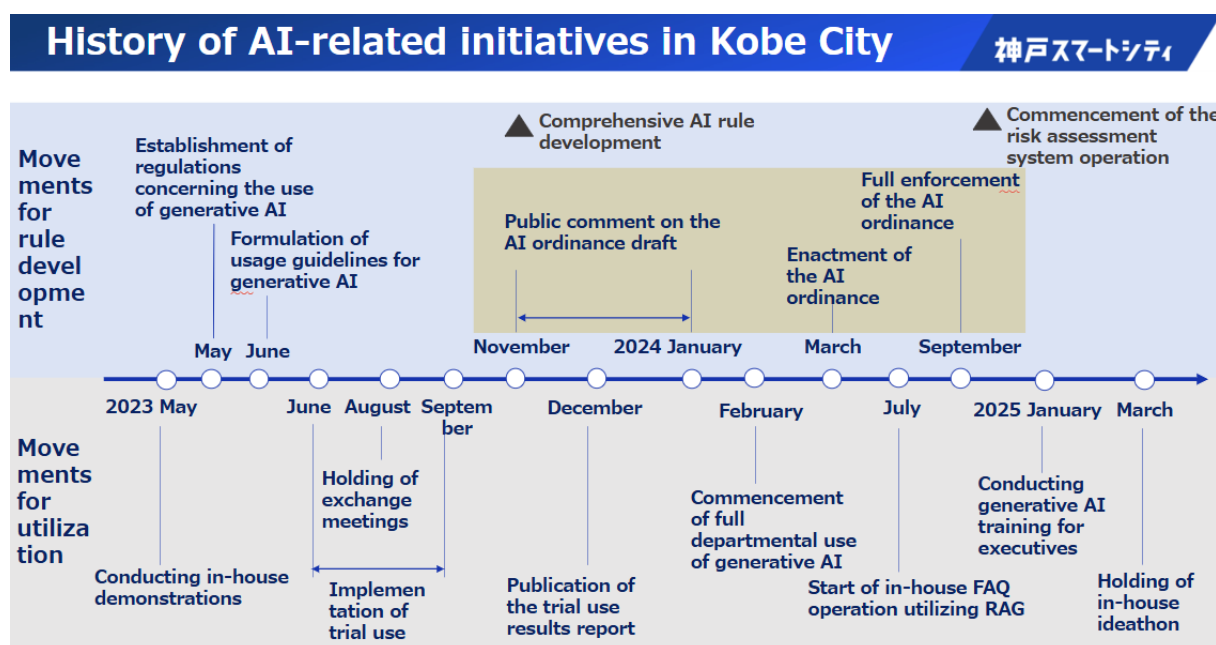 History of AI-related initiatives in Kobe City
神戸スマートシティ
Move
ments
for
rule
devel
opme
nt
Establishment of
regulations
concerning the use
of generative AI
Formulation of
usage guidelines for
generative AI
Comprehensive AI rule
development
Public comment on the
AI ordinance draft
Enactment of
the AI
ordinance
Full enforcement
of the AI
ordinance
Commencement of the
risk assessment
system operation
May
June
November
2024 January
March
September
2023 May
June
August
Septem
ber
December
February
July
2025 January
March
Move
ments
for
utiliza
tion
Conducting in-house
demonstrations
Holding of
exchange
meetings
Implemen
tation of
trial use
Publication of
the trial use
results report
Commencement
of full
departmental use
of generative AI
Start of in-house FAQ
operation utilizing RAG
Conducting
generative AI
training for
executives
Holding of
in-house
ideathon